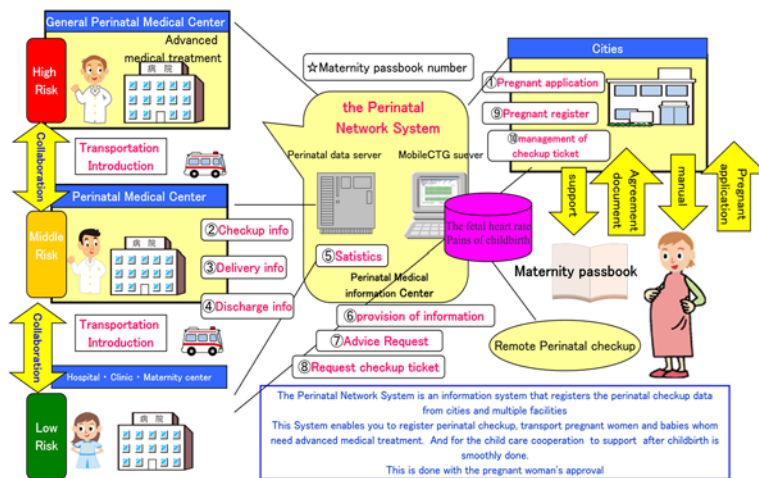 General Perinatal Medical Center
Advanced
medical treatment
病院
High
Risk
Collaboration
Transportation
Introduction
Perinatal Medical Center
Middle
Risk
病院
②Checkup info
③Delivery info
④Discharge info
Collaboration
Transportation
Introduction
Hospital・Clinic・Maternity center
Low
Risk
病院
☆Maternity passbook number
the Perinatal
Network System
Perinatal data server
MobileCTG suever
The fetal heart rate
Pains of childbirth
⑤Satistics
Perinatal Medical
information Center
⑥provision of information
⑦Advice Request
⑧Request checkup ticket
Cities
①Pregnant application
⑨Pregnant register
⑩management of
checkup ticket
support
Agreement
document
manual
Pregnant
application
Maternity passbook
Remote Perinatal checkup
The Perinatal Network System is an information system that registers the perinatal checkup data
from cities and multiple facilities
This System enables you to register perinatal checkup, transport pregnant women and babies whom
need advanced medical treatment. And for the child care cooperation to support after childbirth is
smoothly done.
This is done with the pregnant woman's approval